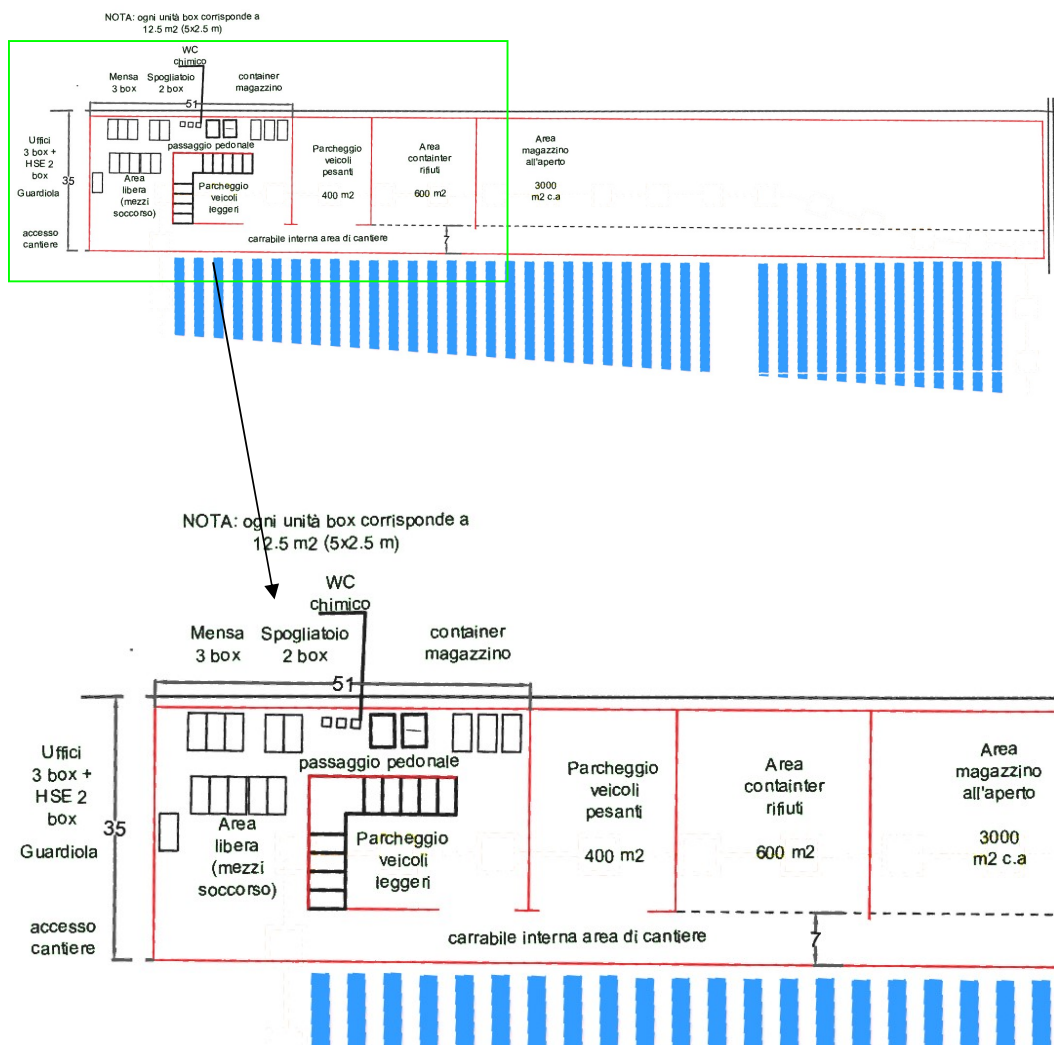 NOTA: ogni unità box corrisponde a
12.5 m2 (5x2.5 m)
WC
chimico
Mensa
3 box
Spogliatoio
2 box
container
magazzino
51
Uffici
3 box +
HSE 2
box
Guardiola
35
accesso
cantiere
passaggio pedonale
Area
libera
(mezzi
soccorso)
Parcheggio
veicoli
leggeri
Parcheggio
veicoli
pesanti
400 m2
Area
containter
rifiuti
600 m2
Area
magazzino
all'aperto
3000
m2 c.a
carrabile interna area di cantiere
7
NOTA: ogni unità box corrisponde a
12.5 m2 (5x2.5 m)
WC
chimico
Mensa
3 box
Spogliatoio
2 box
container
magazzino
51
Uffici
3 box +
HSE 2
box
Guardiola
35
accesso
cantiere
passaggio pedonale
Area
libera
(mezzi
soccorso)
Parcheggio
veicoli
leggeri
Parcheggio
veicoli
pesanti
400 m2
Area
containter
rifiuti
600 m2
Area
magazzino
all'aperto
3000
m2 c.a
carrabile interna area di cantiere
7